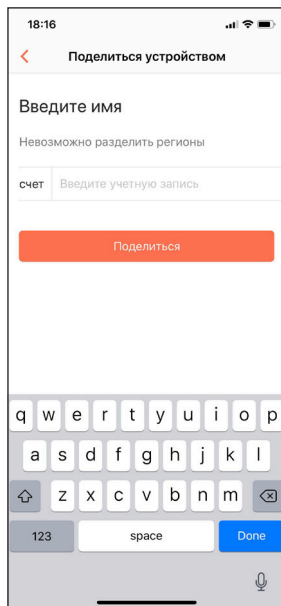 18:16
Поделиться устройством
Введите имя
Невозможно разделить регионы
счет Введите учетную запись
Поделиться
q w e r t y u i o p
a s d f g h j k l
z x c v b n m
123 space Done